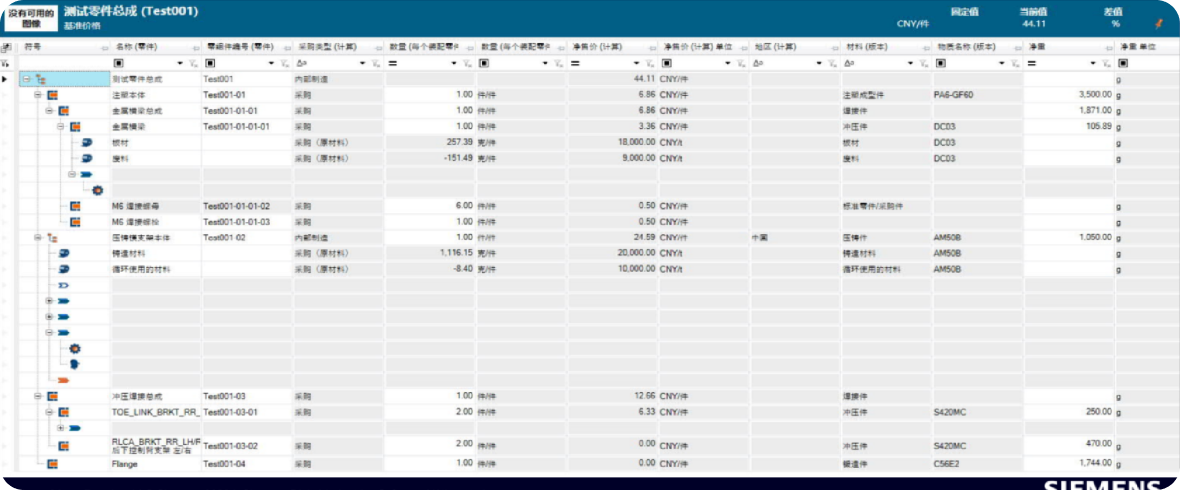 没有可用的图像 测试零件总成 (Test001) 固定值 当前值 差值
基准价格 CNY/件 44.11 %
符号 名称 (零件) 零组件编号 (零件) 采购类型 (计算) 数量 (每个装配零件 数量 (每个装配零件 净售价 (计算) 净售价 (计算) 单位 地区 (计算) 材料 (版本) 物质名称 (版本) 净重 净重 单位
测试零件总成 Test001 内部制造 44.11 CNY/件 g
注塑本体 Test001-01 采购 1.00 件/件 6.86 CNY/件 注塑成型件 PA6-GF60 3,500.00 g
金属横梁总成 Test001-01-01 采购 1.00 件/件 6.86 CNY/件 焊接件 1,871.00 g
金属横梁 Test001-01-01-01 采购 1.00 件/件 3.36 CNY/件 冲压件 DC03 105.89 g
板材 采购（原材料） 257.39 克/件 18,000.00 CNY/t 板材 DC03
废料 采购（原材料） -151.49 克/件 9,000.00 CNY/t 废料 DC03
M6 焊接螺母 Test001-01-01-02 采购 6.00 件/件 0.50 CNY/件 标准零件/采购件 g
M6 焊接螺栓 Test001-01-01-03 采购 1.00 件/件 0.50 CNY/件 g
压铸镁支架本体 Test001-02 内部制造 1.00 件/件 24.59 CNY/件 中国 压铸件 AM50B 1,050.00 g
铸造材料 采购（原材料） 1,116.15 克/件 20,000.00 CNY/t 铸造材料 AM50B
循环使用的材料 采购（原材料） -8.40 克/件 10,000.00 CNY/t 循环使用的材料 AM50B
冲压焊接总成 Test001-03 采购 1.00 件/件 12.66 CNY/件 焊接件 g
TOE_LINK_BRKT_RR_ Test001-03-01 采购 2.00 件/件 6.33 CNY/件 冲压件 S420MC 250.00 g
RLCA_BRKT_RR_LH/R 后下控制臂支架 左/右 Test001-03-02 采购 2.00 件/件 0.00 CNY/件 冲压件 S420MC 470.00 g
Flange Test001-04 采购 1.00 件/件 0.00 CNY/件 锻造件 C56E2 1,744.00 g
SIEMENS